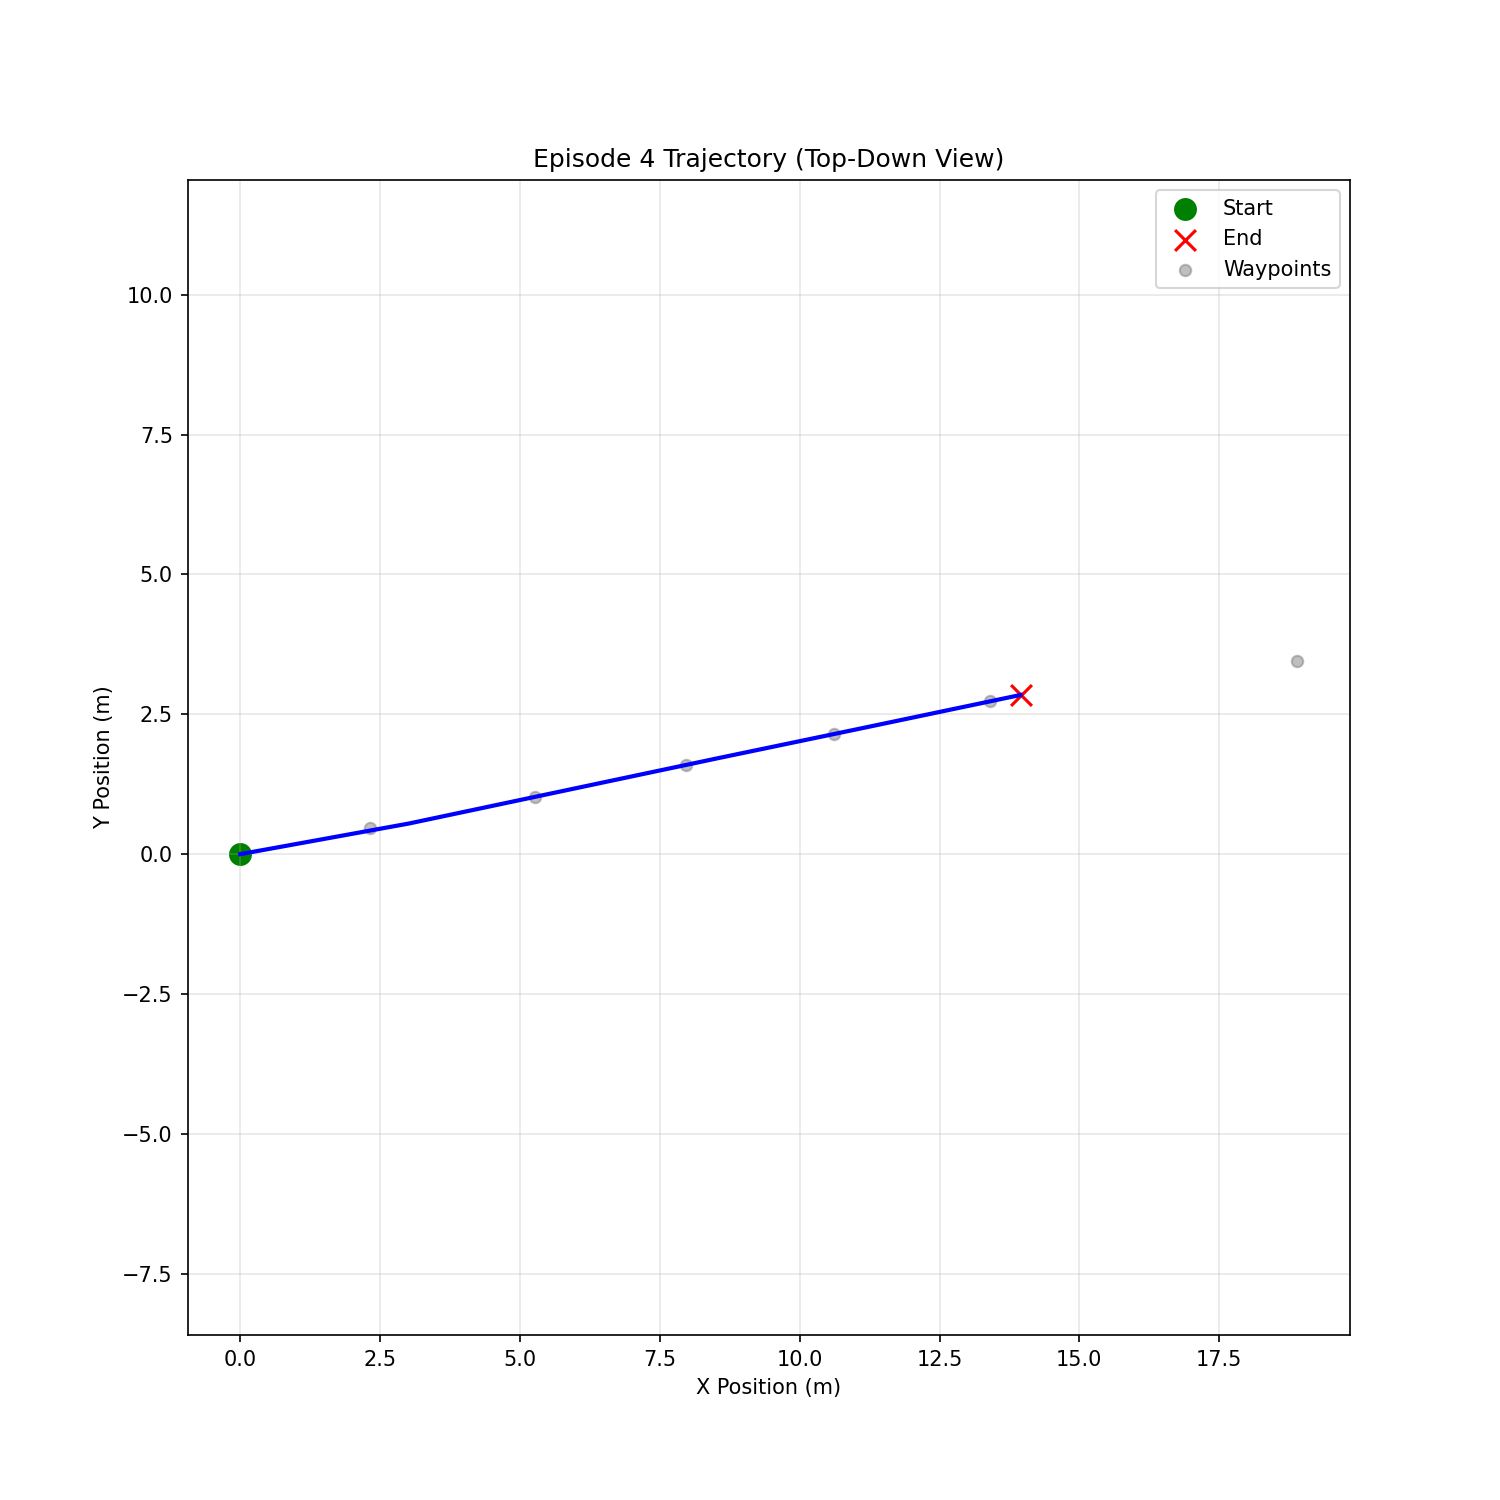 Episode 4 Trajectory (Top-Down View)
Start
End
Waypoints
10.0
7.5
5.0
2.5
0.0
−2.5
−5.0
−7.5
Y Position (m)
0.0 2.5 5.0 7.5 10.0 12.5 15.0 17.5
X Position (m)